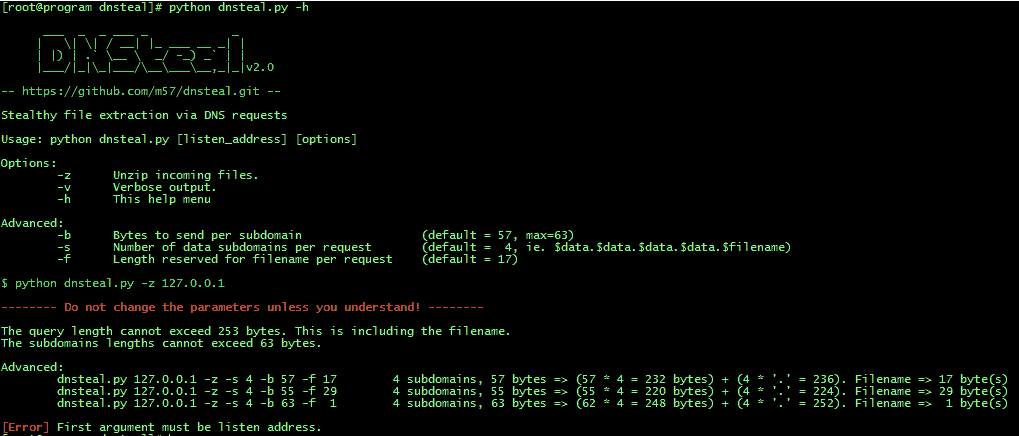 [root@program dnsteal]# python dnsteal.py -h
DNSteal v2.0
-- https://github.com/m57/dnsteal.git --
Stealthy file extraction via DNS requests
Usage: python dnsteal.py [listen_address] [options]
Options:
-z Unzip incoming files.
-v Verbose output.
-h This help menu
Advanced:
-b Bytes to send per subdomain (default = 57, max=63)
-s Number of data subdomains per request (default = 4, ie. $data.$data.$data.$data.$filename)
-f Length reserved for filename per request (default = 17)
$ python dnsteal.py -z 127.0.0.1
-------- Do not change the parameters unless you understand! --------
The query length cannot exceed 253 bytes. This is including the filename.
The subdomains lengths cannot exceed 63 bytes.
Advanced:
dnsteal.py 127.0.0.1 -z -s 4 -b 57 -f 17 4 subdomains, 57 bytes => (57 * 4 = 232 bytes) + (4 * '.' = 236). Filename => 17 byte(s)
dnsteal.py 127.0.0.1 -z -s 4 -b 55 -f 29 4 subdomains, 55 bytes => (55 * 4 = 220 bytes) + (4 * '.' = 224). Filename => 29 byte(s)
dnsteal.py 127.0.0.1 -z -s 4 -b 63 -f 1 4 subdomains, 63 bytes => (62 * 4 = 248 bytes) + (4 * '.' = 252). Filename => 1 byte(s)
[Error] First argument must be listen address.